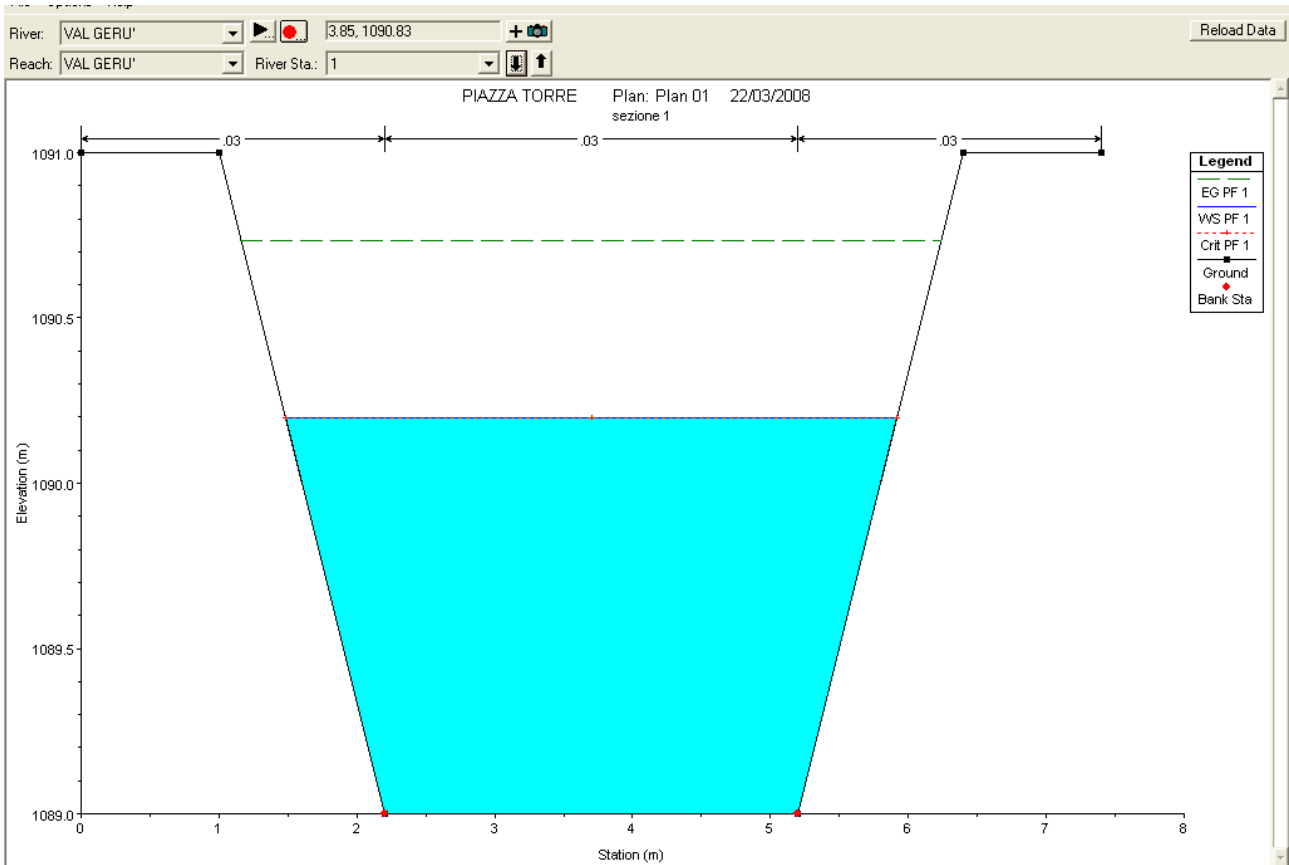 River: VAL GERU' 3.85, 1090.83 Reload Data
Reach: VAL GERU' River Sta.: 1
PIAZZA TORRE Plan: Plan 01 22/03/2008
sezione 1
.03 .03 .03
Legend
EG PF 1
WS PF 1
Crit PF 1
Ground
Bank Sta
1091.0
1090.5
1090.0
1089.5
1089.0
Elevation (m)
0 1 2 3 4 5 6 7 8
Station (m)